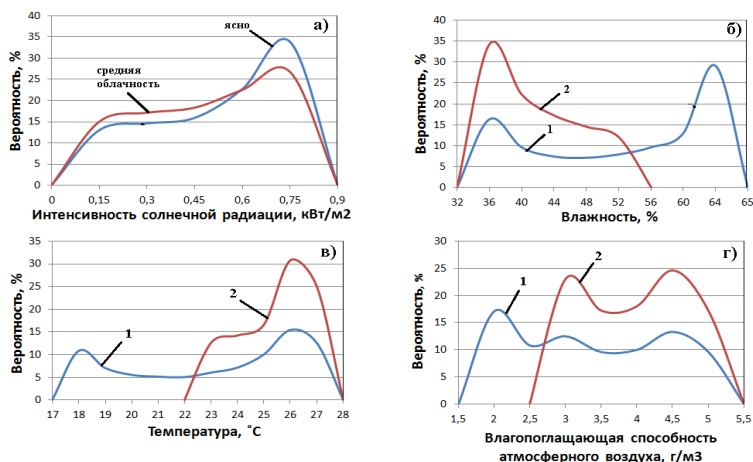 а)
Вероятность, %
40
35
30
25
20
15
10
5
0
ясно
средняя
облачность
0 0,15 0,3 0,45 0,6 0,75 0,9
Интенсивность солнечной радиации, кВт/м2
б)
Вероятность, %
40
35
30
25
20
15
10
5
0
2
1
32 36 40 44 48 52 56 60 64 65
Влажность, %
в)
Вероятность, %
35
30
25
20
15
10
5
0
1
2
17 18 19 20 21 22 23 24 25 26 27 28
Температура, ˚С
г)
Вероятность, %
30
25
20
15
10
5
0
1
2
1,5 2 2,5 3 3,5 4 4,5 5 5,5
Влагопоглащающая способность
атмосферного воздуха, г/м3